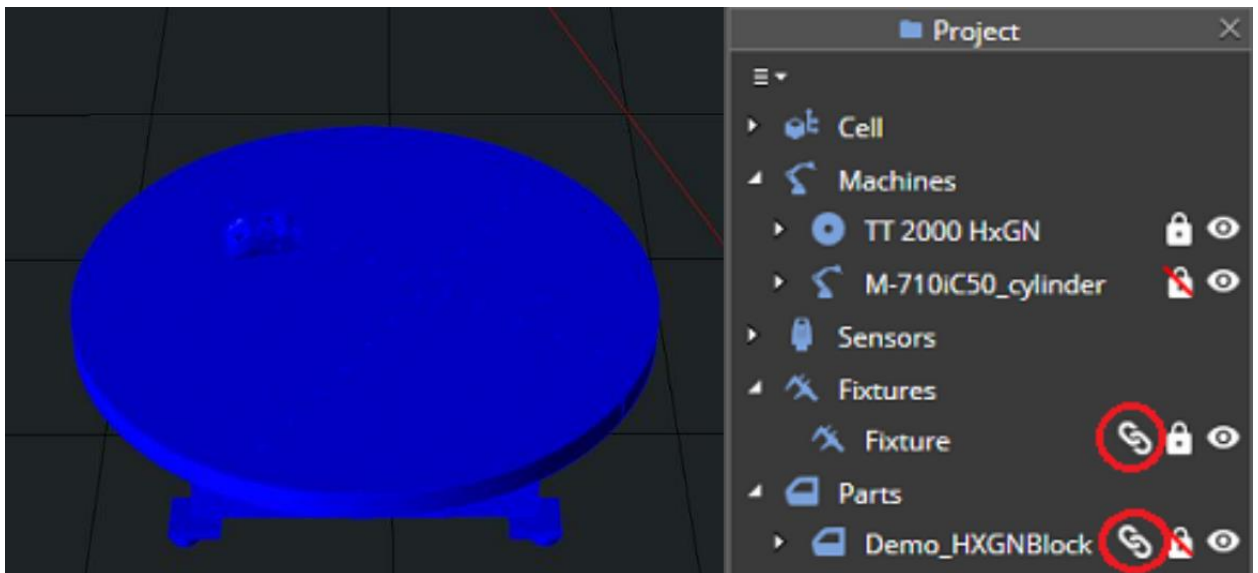 Project
Cell
Machines
TT 2000 HxGN
M-710iC50_cylinder
Sensors
Fixtures
Fixture
Parts
Demo_HXGNBlock